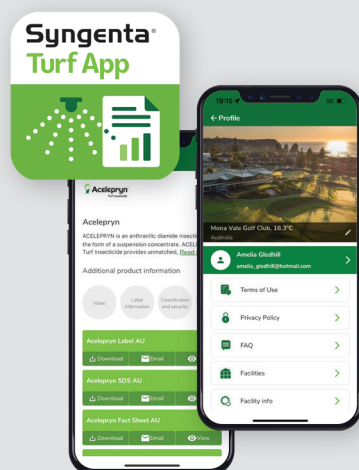 Syngenta®
Turf App
Acelepryn
Turf Insecticide
Acelepryn
ACELEPRYN is an anthranilic diamide insecti
the form of a suspension concentrate. ACEL
Turf Insecticide provides unmatched, Read
Additional product information
Video
Label
Information
Classification
and security
Acelepryn Label AU
Download
Email
Acelepryn SDS AU
Download
Email
Acelepryn Fact Sheet AU
Download
Email
View
19:15
5G
Profile
Mona Vale Golf Club, 18.3°C
Australia
Amelia Gledhill
amelia_gledhill@hotmail.com
Terms of Use
Privacy Policy
FAQ
Facilities
Facility info